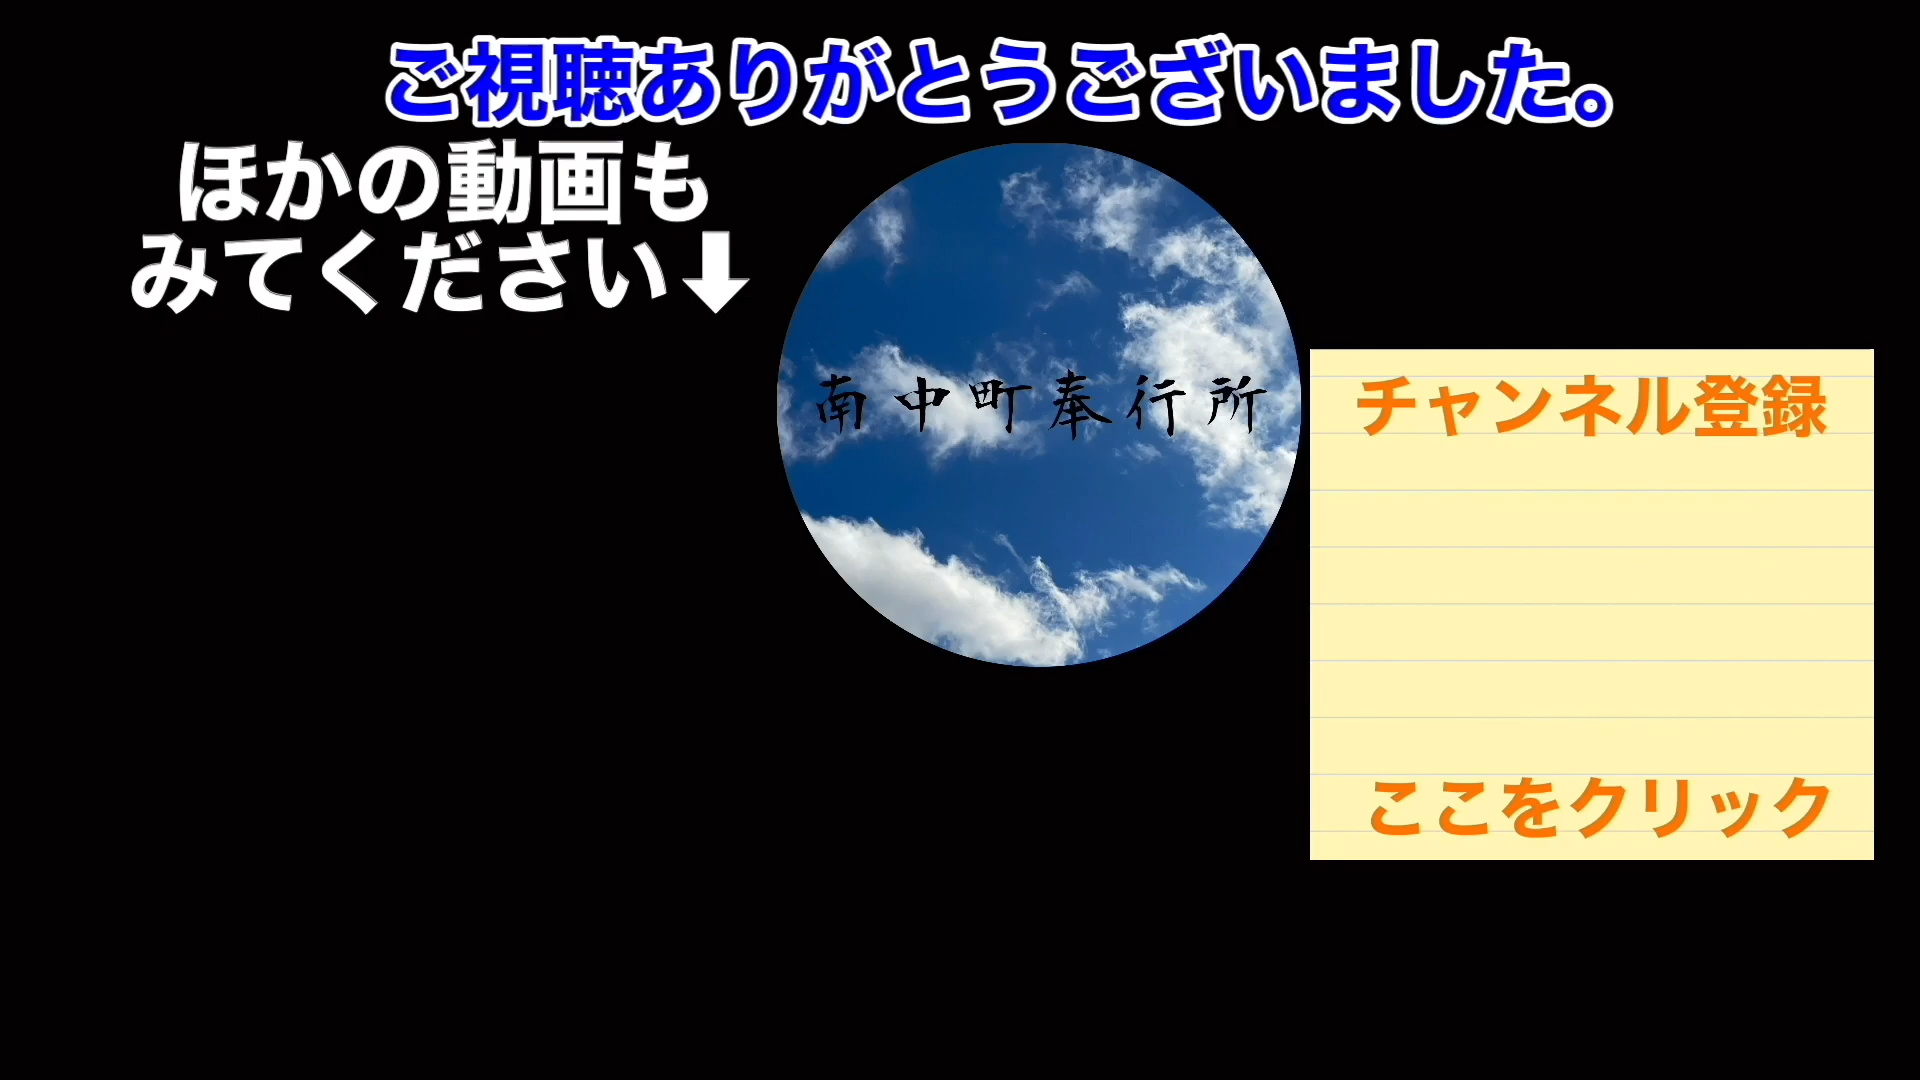 ご視聴ありがとうございました。
ほかの動画も
みてください⬇
南中町奉行所
チャンネル登録
ここをクリック